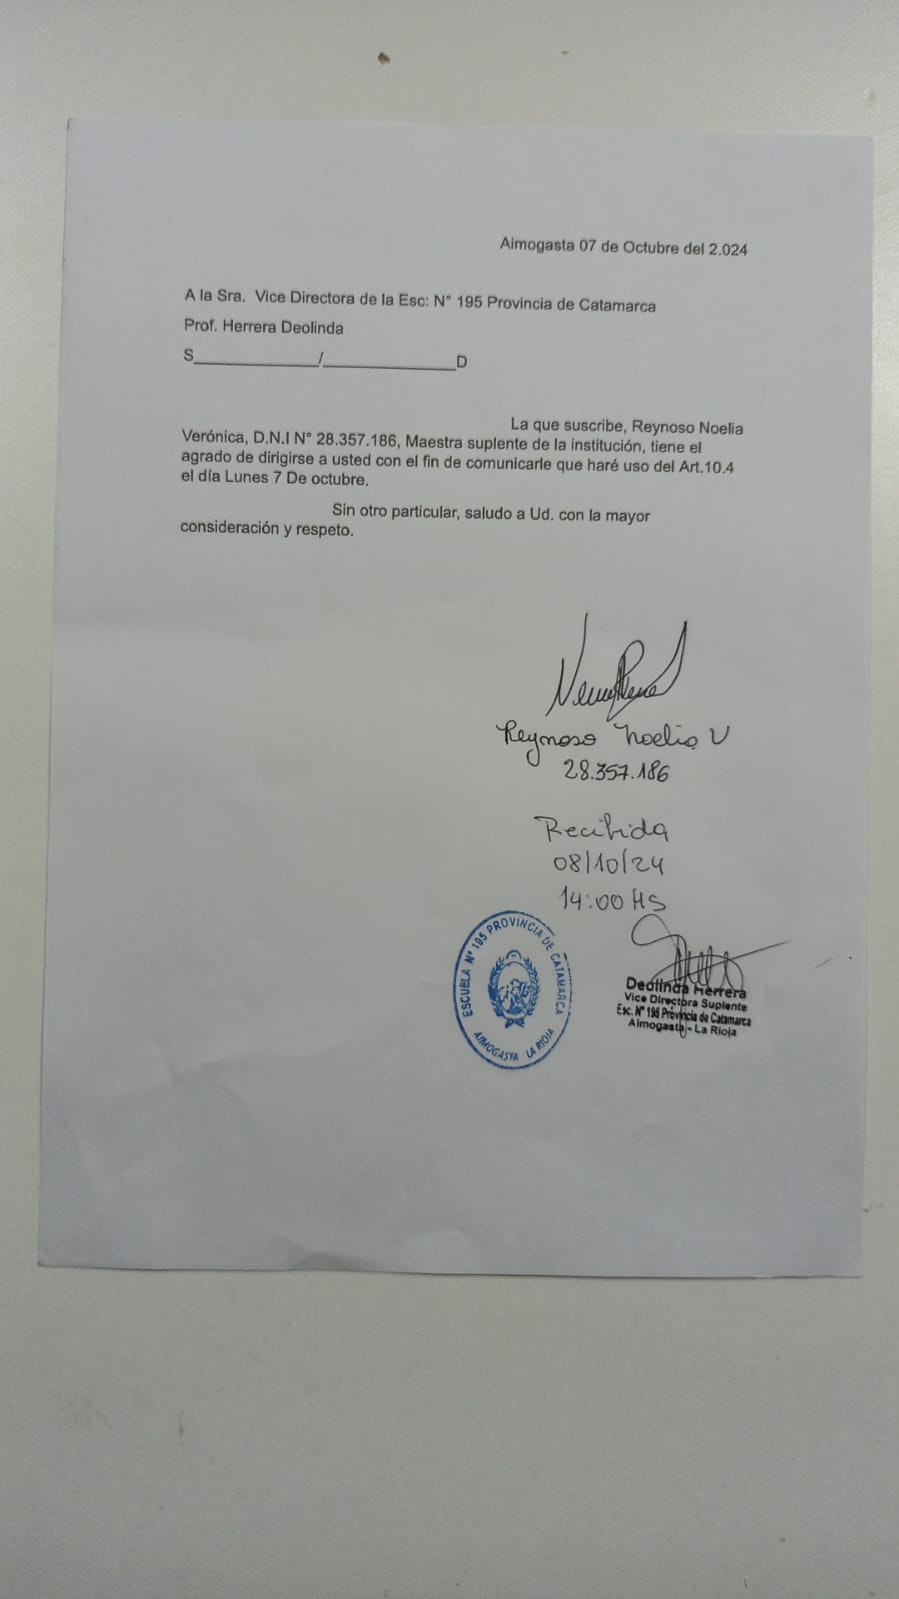 Aimogasta 07 de Octubre del 2.024
A la Sra. Vice Directora de la Esc: N° 195 Provincia de Catamarca
Prof. Herrera Deolinda
S______________/_______________D
La que suscribe, Reynoso Noelia
Verónica, D.N.I N° 28.357.186, Maestra suplente de la institución, tiene el
agrado de dirigirse a usted con el fin de comunicarle que haré uso del Art.10.4
el día Lunes 7 De octubre.
Sin otro particular, saludo a Ud. con la mayor
consideración y respeto.
Reynoso Noelia V
28.357.186
Recibida
08/10/24
14:00 HS
ESCUELA N° 195 PROVINCIA DE CATAMARCA
AIMOGASTA LA RIOJA
Deolinda Herrera
Vice Directora Suplente
Esc. N° 195 Provincia de Catamarca
Aimogasta - La Rioja